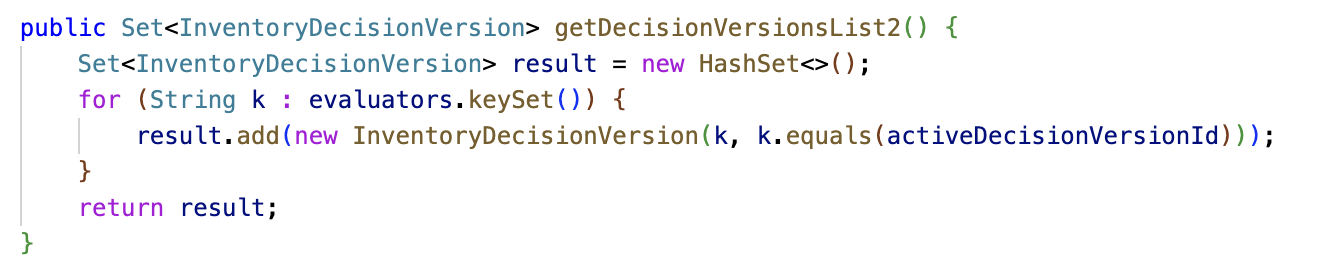 public Set<InventoryDecisionVersion> getDecisionVersionsList2() {
    Set<InventoryDecisionVersion> result = new HashSet<>();
    for (String k : evaluators.keySet()) {
        result.add(new InventoryDecisionVersion(k, k.equals(activeDecisionVersionId)));
    }
    return result;
}